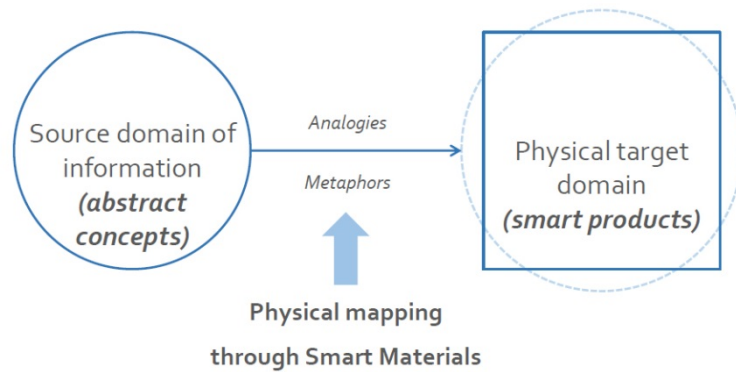 Source domain of
information
(abstract
concepts)
Analogies
Metaphors
Physical target
domain
(smart products)
Physical mapping
through Smart Materials